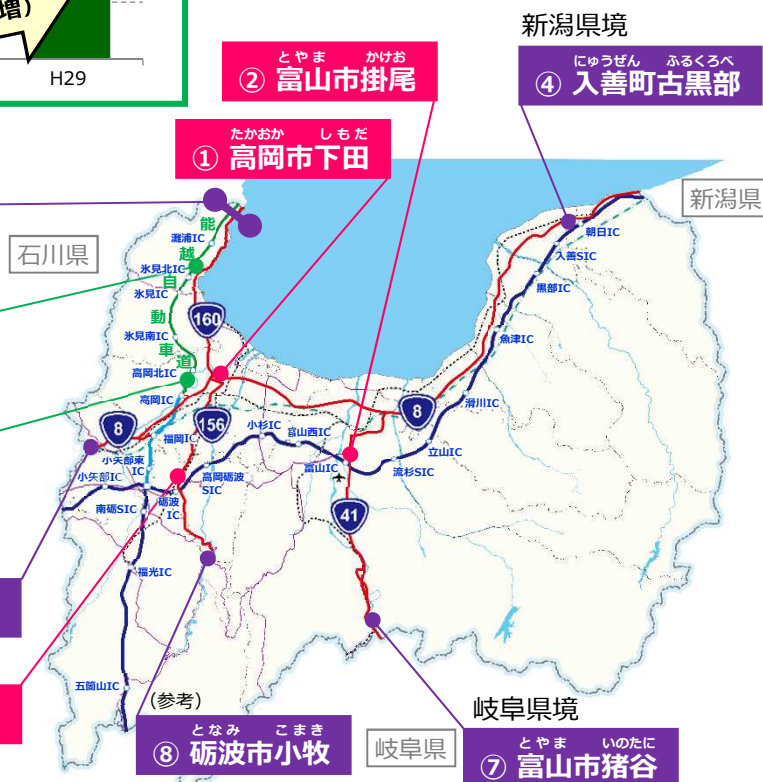 増)
H29
新潟県境
とやま かけお
② 富山市掛尾
にゅうぜん ふるくろべ
④ 入善町古黒部
たかおか しもだ
① 高岡市下田
新潟県
石川県
能
越
自
動
車
道
灘浦IC
氷見北IC
氷見IC
氷見南IC
高岡北IC
高岡IC
160
朝日IC
入善SIC
黒部IC
魚津IC
滑川IC
8
156
8
福岡IC
小杉IC
富山西IC
立山IC
流杉SIC
富山IC
小矢部東
IC
小矢部IC
高岡砺波
SIC
砺波
IC
南砺SIC
41
福光IC
五箇山IC
(参考)
となみ こまき
⑧ 砺波市小牧
岐阜県
岐阜県境
とやま いのたに
⑦ 富山市猪谷